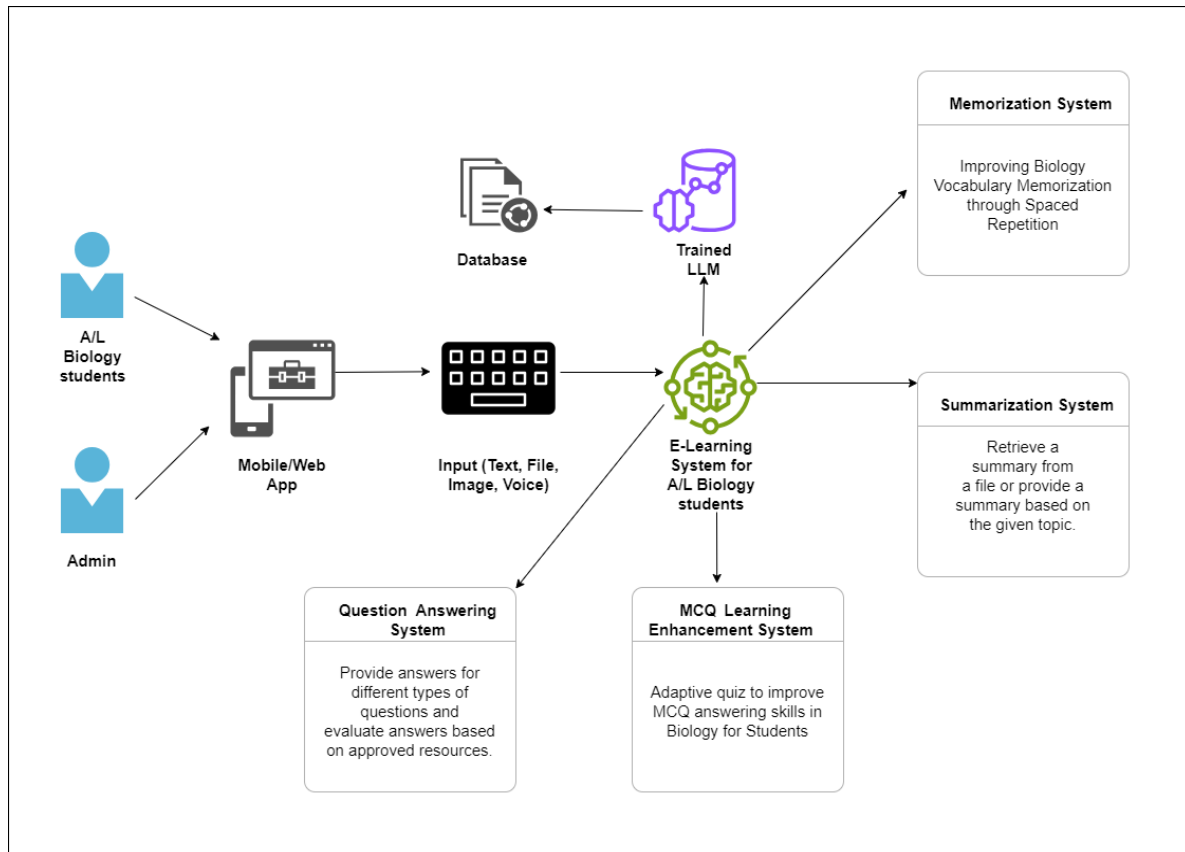 Memorization System
Improving Biology
Vocabulary Memorization
through Spaced
Repetition
Database
Trained
LLM
A/L
Biology
students
Mobile/Web
App
Input (Text, File,
Image, Voice)
E-Learning
System for
A/L Biology
students
Summarization System
Retrieve a
summary from
a file or provide a
summary based on
the given topic.
Admin
Question Answering
System
Provide answers for
different types of
questions and
evaluate answers based
on approved resources.
MCQ Learning
Enhancement System
Adaptive quiz to improve
MCQ answering skills in
Biology for Students